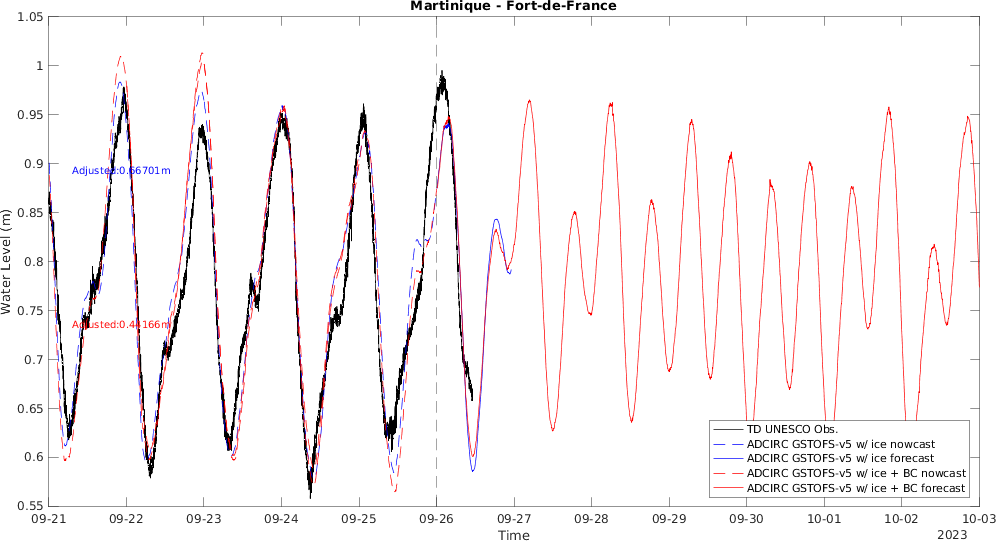 Martinique - Fort-de-France
1.05
1
0.95
0.9
0.85
0.8
0.75
0.7
0.65
0.6
0.55
Water Level (m)
Adjusted:0.66701m
Adjusted:0.44166m
TD UNESCO Obs.
ADCIRC GSTOFS-v5 w/ ice nowcast
ADCIRC GSTOFS-v5 w/ ice forecast
ADCIRC GSTOFS-v5 w/ ice + BC nowcast
ADCIRC GSTOFS-v5 w/ ice + BC forecast
09-21 09-22 09-23 09-24 09-25 09-26 09-27 09-28 09-29 09-30 10-01 10-02 10-03
Time
2023